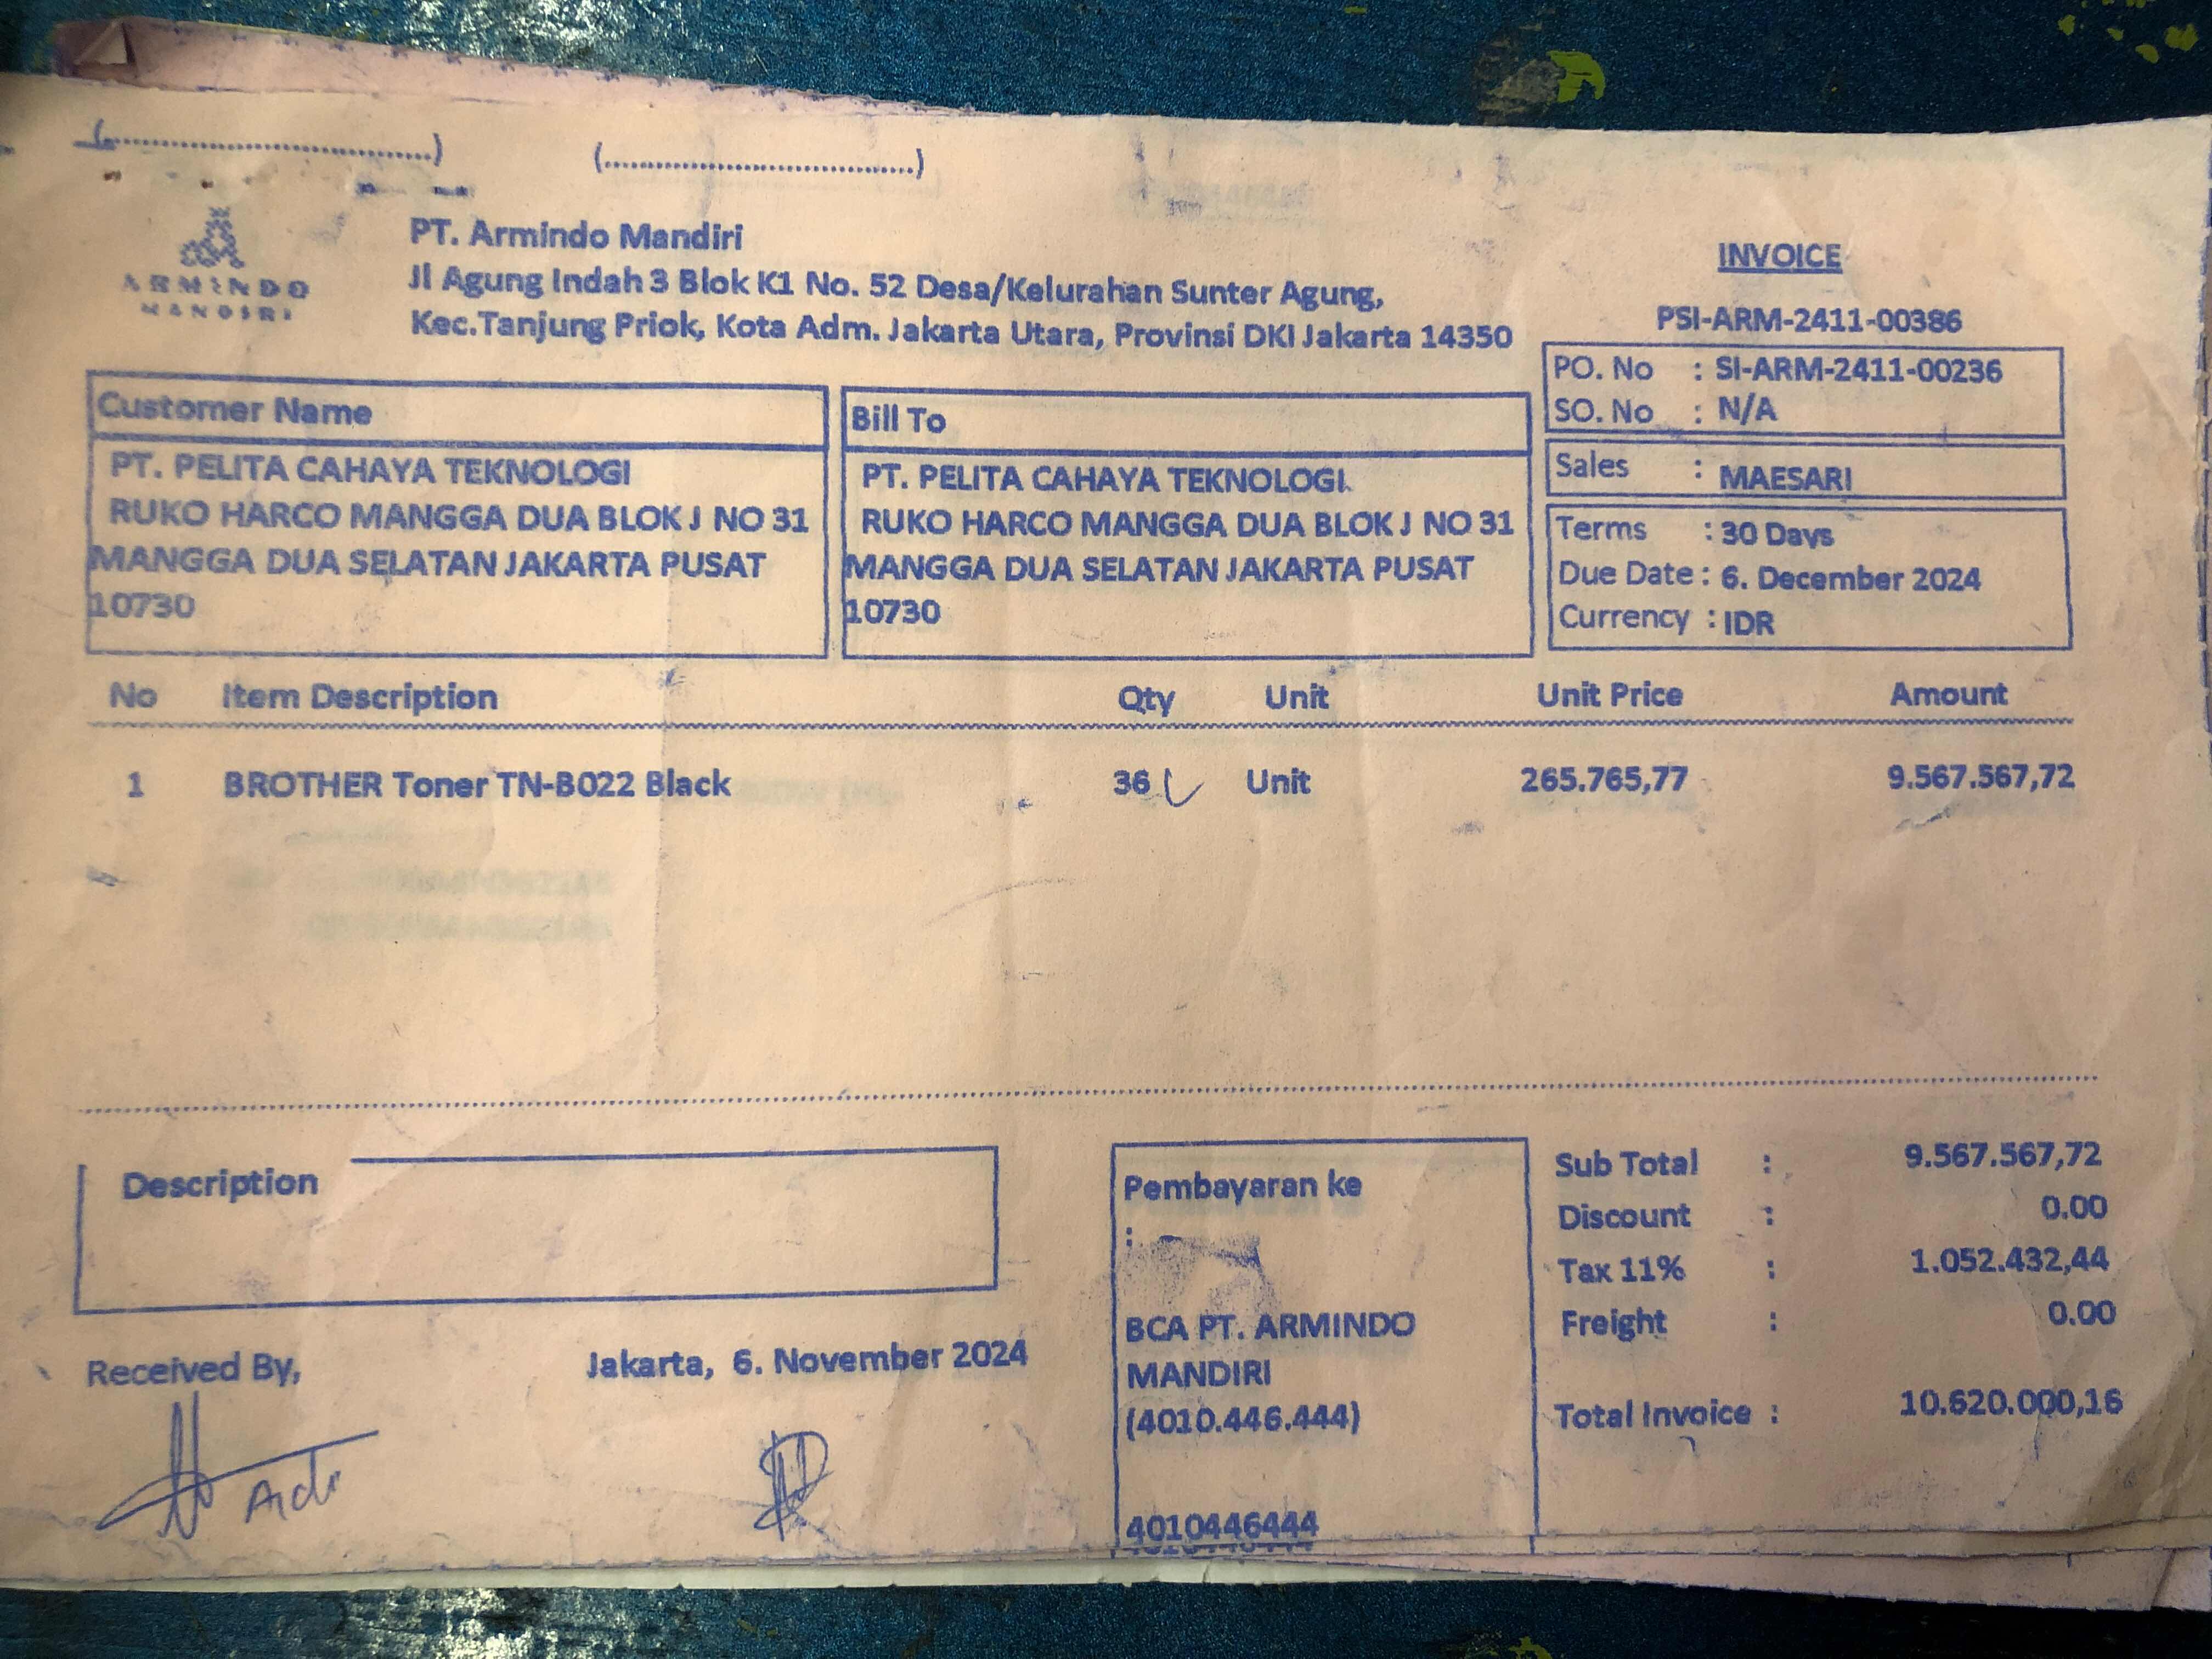 (................................)
(................................)
ARMINDO
MANDIRI
PT. Armindo Mandiri
Jl Agung Indah 3 Blok K1 No. 52 Desa/Kelurahan Sunter Agung,
Kec.Tanjung Priok, Kota Adm. Jakarta Utara, Provinsi DKI Jakarta 14350
INVOICE
PSI-ARM-2411-00386
PO. No : SI-ARM-2411-00236
SO. No : N/A
Sales : MAESARI
Terms : 30 Days
Due Date : 6. December 2024
Currency : IDR
Customer Name
PT. PELITA CAHAYA TEKNOLOGI
RUKO HARCO MANGGA DUA BLOK J NO 31
MANGGA DUA SELATAN JAKARTA PUSAT
10730
Bill To
PT. PELITA CAHAYA TEKNOLOGI
RUKO HARCO MANGGA DUA BLOK J NO 31
MANGGA DUA SELATAN JAKARTA PUSAT
10730
No Item Description Qty Unit Unit Price Amount
1 BROTHER Toner TN-B022 Black 36 Unit 265.765,77 9.567.567,72
Description
Received By,
Adi
Jakarta, 6. November 2024
Pembayaran ke
:
BCA PT. ARMINDO
MANDIRI
(4010.446.444)
4010446444
Sub Total : 9.567.567,72
Discount : 0.00
Tax 11% : 1.052.432,44
Freight : 0.00
Total Invoice : 10.620.000,16